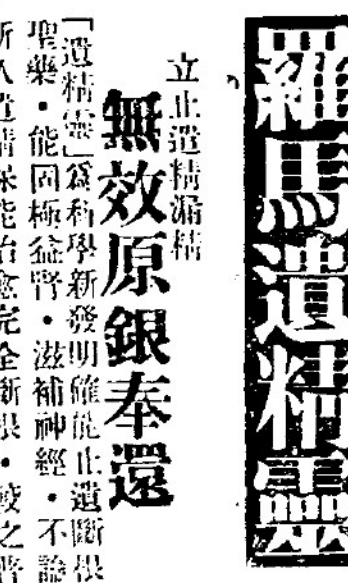 羅馬遺精靈
立止遺精漏精
無效原銀奉還
「遺精靈」爲科學新發明確能止遺斷根
聖藥・能固極益腎・滋補神經・不論
遺精保能治愈完全斷根・較之